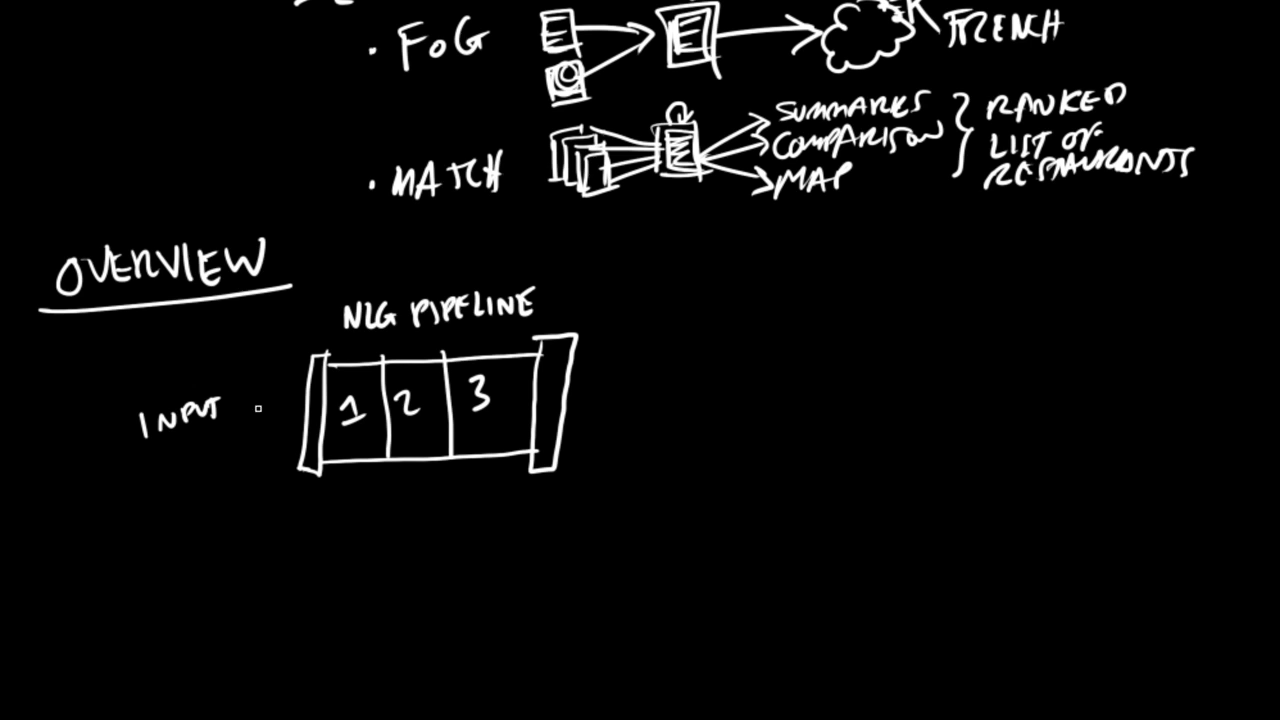 • FOG
FRENCH
• MATCH
SUMMARIES
COMPARISON
MAP
RANKED
LIST OF
RESTAURANTS
OVERVIEW
NLG PIPELINE
INPUT
1 2 3